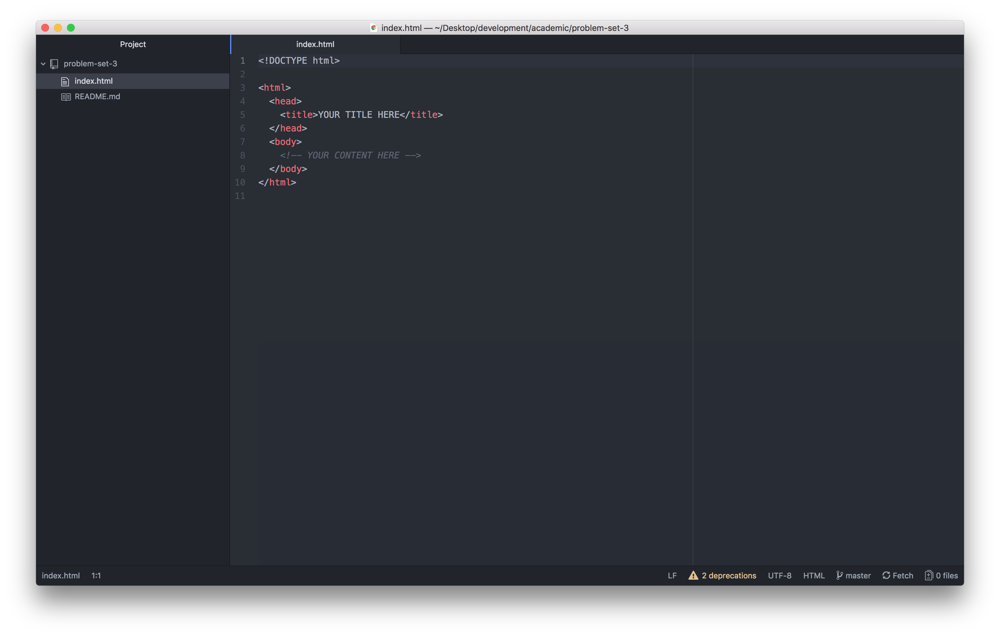 index.html — ~/Desktop/development/academic/problem-set-3
Project
index.html
problem-set-3
index.html
README.md
1 <!DOCTYPE html>
2
3 <html>
4   <head>
5     <title>YOUR TITLE HERE</title>
6   </head>
7   <body>
8     <!-- YOUR CONTENT HERE -->
9   </body>
10 </html>
11
index.html 1:1 LF 2 deprecations UTF-8 HTML master Fetch 0 files